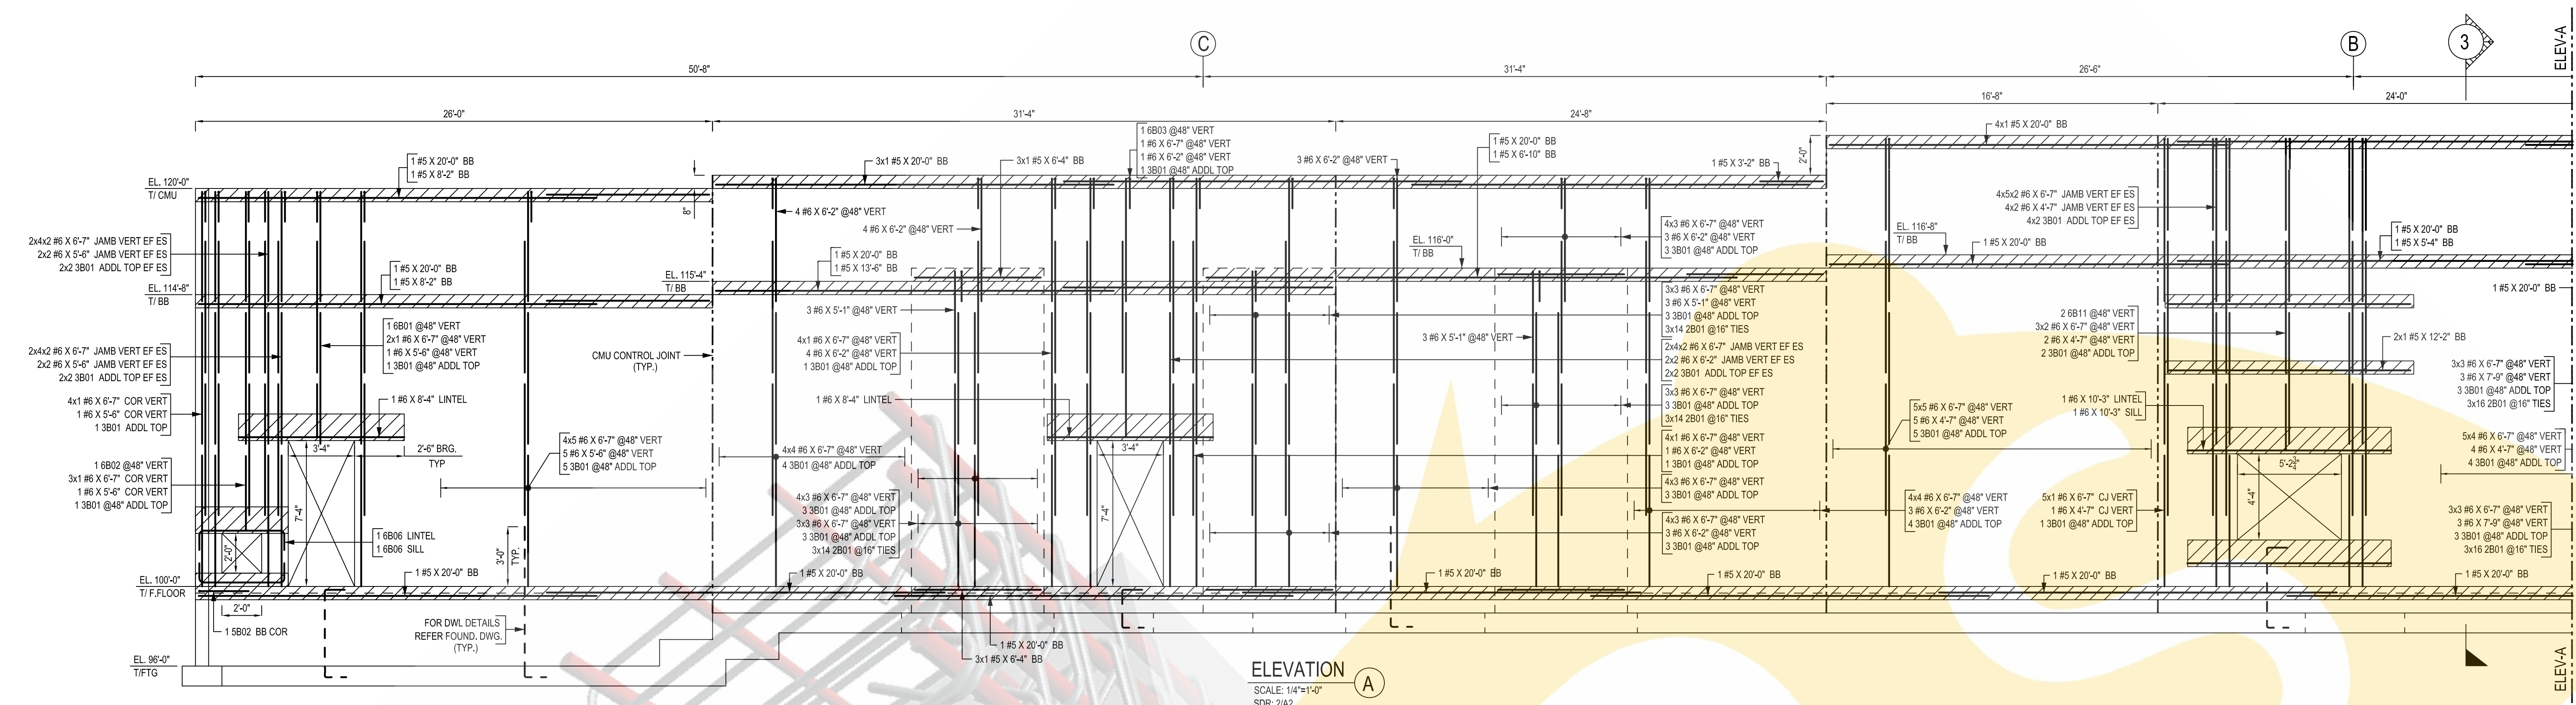 C
B
3
ELEV-A
50'-8"
31'-4"
26'-6"
26'-0"
31'-4"
24'-8"
16'-8"
24'-0"
1 #5 X 20'-0" BB
1 #5 X 8'-2" BB
EL. 120'-0"
T/ CMU
8"
3x1 #5 X 20'-0" BB
3x1 #5 X 6'-4" BB
1 6B03 @48" VERT
1 #6 X 6'-7" @48" VERT
1 #6 X 6'-2" @48" VERT
1 3B01 @48" ADDL TOP
3 #6 X 6'-2" @48" VERT
1 #5 X 20'-0" BB
1 #5 X 6'-10" BB
1 #5 X 3'-2" BB
2'-0"
4x1 #5 X 20'-0" BB
4 #6 X 6'-2" @48" VERT
4 #6 X 6'-2" @48" VERT
4x5x2 #6 X 6'-7" JAMB VERT EF ES
4x2 #6 X 4'-7" JAMB VERT EF ES
4x2 3B01 ADDL TOP EF ES
2x4x2 #6 X 6'-7" JAMB VERT EF ES
2x2 #6 X 5'-6" JAMB VERT EF ES
2x2 3B01 ADDL TOP EF ES
4x3 #6 X 6'-7" @48" VERT
3 #6 X 6'-2" @48" VERT
3 3B01 @48" ADDL TOP
EL. 116'-0"
T/ BB
EL. 116'-8"
T/ BB
1 #5 X 20'-0" BB
1 #5 X 20'-0" BB
1 #5 X 5'-4" BB
1 #5 X 20'-0" BB
1 #5 X 8'-2" BB
1 #5 X 20'-0" BB
1 #5 X 13'-6" BB
EL. 115'-4"
T/ BB
EL. 114'-8"
T/ BB
1 #5 X 20'-0" BB
3x3 #6 X 6'-7" @48" VERT
3 #6 X 5'-1" @48" VERT
3 3B01 @48" ADDL TOP
3x14 2B01 @16" TIES
3 #6 X 5'-1" @48" VERT
3 #6 X 5'-1" @48" VERT
2 6B11 @48" VERT
3x2 #6 X 6'-7" @48" VERT
2 #6 X 4'-7" @48" VERT
2 3B01 @48" ADDL TOP
2x1 #5 X 12'-2" BB
1 6B01 @48" VERT
2x1 #6 X 6'-7" @48" VERT
1 #6 X 5'-6" @48" VERT
1 3B01 @48" ADDL TOP
2x4x2 #6 X 6'-7" JAMB VERT EF ES
2x2 #6 X 5'-6" JAMB VERT EF ES
2x2 3B01 ADDL TOP EF ES
CMU CONTROL JOINT
(TYP.)
4x1 #6 X 6'-7" @48" VERT
4 #6 X 6'-2" @48" VERT
1 3B01 @48" ADDL TOP
2x4x2 #6 X 6'-7" JAMB VERT EF ES
2x2 #6 X 6'-2" JAMB VERT EF ES
2x2 3B01 ADDL TOP EF ES
3x3 #6 X 6'-7" @48" VERT
3 #6 X 7'-9" @48" VERT
3 3B01 @48" ADDL TOP
3x16 2B01 @16" TIES
4x1 #6 X 6'-7" COR VERT
1 #6 X 5'-6" COR VERT
1 3B01 ADDL TOP
1 #6 X 8'-4" LINTEL
1 #6 X 8'-4" LINTEL
3x3 #6 X 6'-7" @48" VERT
3 3B01 @48" ADDL TOP
3x14 2B01 @16" TIES
5x5 #6 X 6'-7" @48" VERT
5 #6 X 4'-7" @48" VERT
5 3B01 @48" ADDL TOP
1 #6 X 10'-3" LINTEL
1 #6 X 10'-3" SILL
3'-4"
2'-6" BRG.
TYP
3'-4"
4x5 #6 X 6'-7" @48" VERT
5 #6 X 5'-6" @48" VERT
5 3B01 @48" ADDL TOP
4x4 #6 X 6'-7" @48" VERT
4 3B01 @48" ADDL TOP
4x1 #6 X 6'-7" @48" VERT
1 #6 X 6'-2" @48" VERT
1 3B01 @48" ADDL TOP
5x4 #6 X 6'-7" @48" VERT
4 #6 X 4'-7" @48" VERT
4 3B01 @48" ADDL TOP
1 6B02 @48" VERT
3x1 #6 X 6'-7" COR VERT
1 #6 X 5'-6" COR VERT
1 3B01 @48" ADDL TOP
4x3 #6 X 6'-7" @48" VERT
3 3B01 @48" ADDL TOP
5'-2¾"
4'-4"
4x3 #6 X 6'-7" @48" VERT
3 3B01 @48" ADDL TOP
3x3 #6 X 6'-7" @48" VERT
3 3B01 @48" ADDL TOP
3x14 2B01 @16" TIES
4x4 #6 X 6'-7" @48" VERT
3 #6 X 6'-2" @48" VERT
4 3B01 @48" ADDL TOP
5x1 #6 X 6'-7" CJ VERT
1 #6 X 4'-7" CJ VERT
1 3B01 @48" ADDL TOP
7'-4"
7'-4"
4x3 #6 X 6'-7" @48" VERT
3 #6 X 6'-2" @48" VERT
3 3B01 @48" ADDL TOP
3x3 #6 X 6'-7" @48" VERT
3 #6 X 7'-9" @48" VERT
3 3B01 @48" ADDL TOP
3x16 2B01 @16" TIES
1 6B06 LINTEL
1 6B06 SILL
2'-0"
3'-0"
TYP.
EL. 100'-0"
T/ F.FLOOR
1 #5 X 20'-0" BB
1 #5 X 20'-0" BB
1 #5 X 20'-0" BB
1 #5 X 20'-0" BB
1 #5 X 20'-0" BB
1 #5 X 20'-0" BB
2'-0"
1 5B02 BB COR
FOR DWL DETAILS
REFER FOUND. DWG.
(TYP.)
1 #5 X 20'-0" BB
3x1 #5 X 6'-4" BB
EL. 96'-0"
T/FTG
ELEVATION
A
SCALE: 1/4"=1'-0"
SDR: 2/A2
ELEV-A